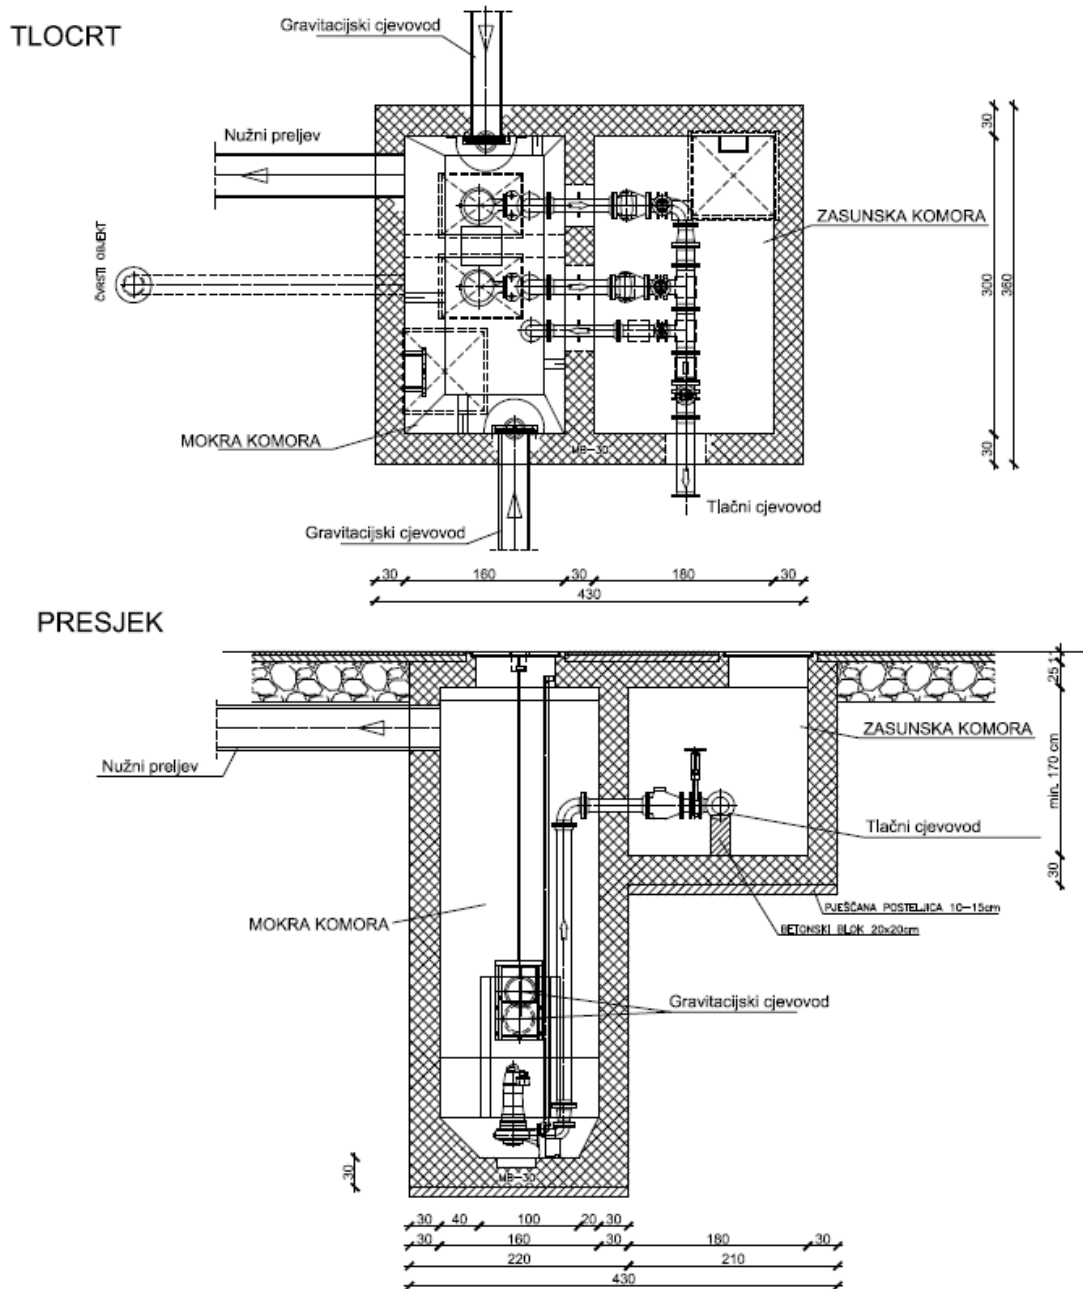 TLOCRT
Gravitacijski cjevovod
Nužni preljev
ČVRSTI OBJEKT
ZASUNSKA KOMORA
MOKRA KOMORA
MB-30
Tlačni cjevovod
Gravitacijski cjevovod
30
300
30
360
30 160 30 180 30
430
PRESJEK
Nužni preljev
ZASUNSKA KOMORA
Tlačni cjevovod
25
min. 170 cm
30
PJEŠČANA POSTELJICA 10-15cm
BETONSKI BLOK 20x20cm
MOKRA KOMORA
Gravitacijski cjevovod
MB-30
30
30 40 100 20 30
30 160 30 180 30
220 210
430